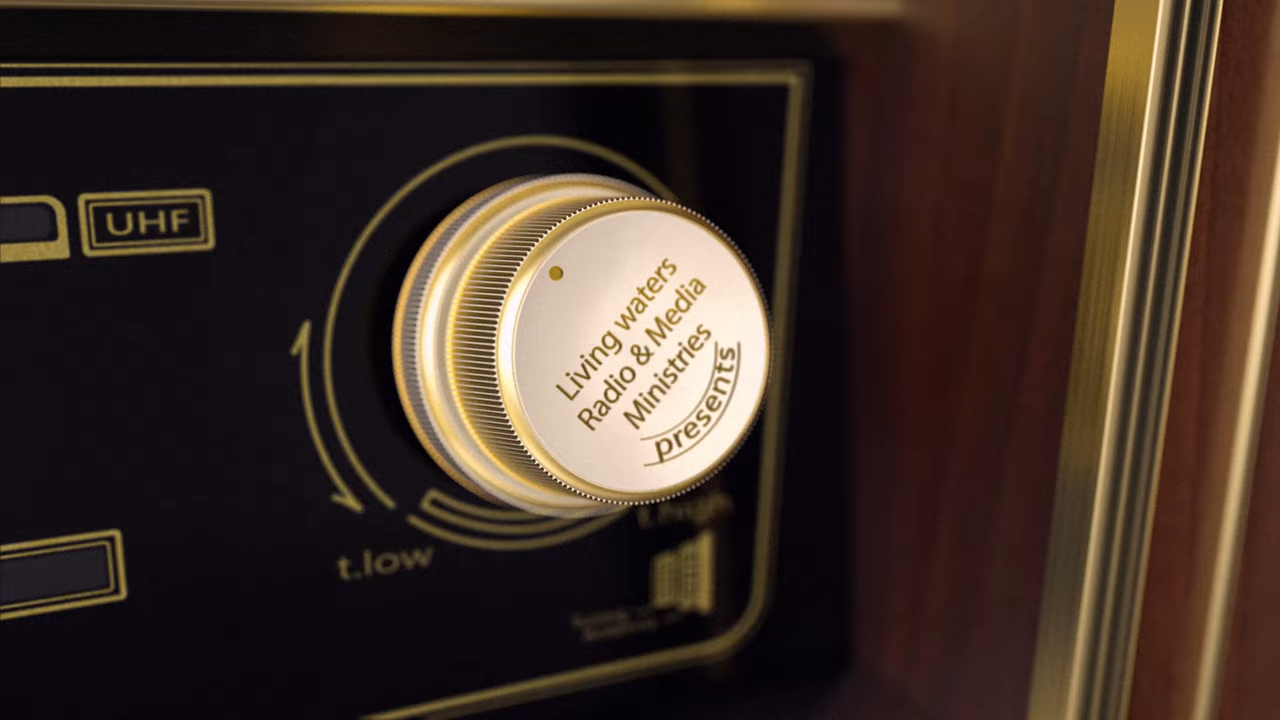 UHF
Living waters
Radio & Media
Ministries
presents
t.low
t.high